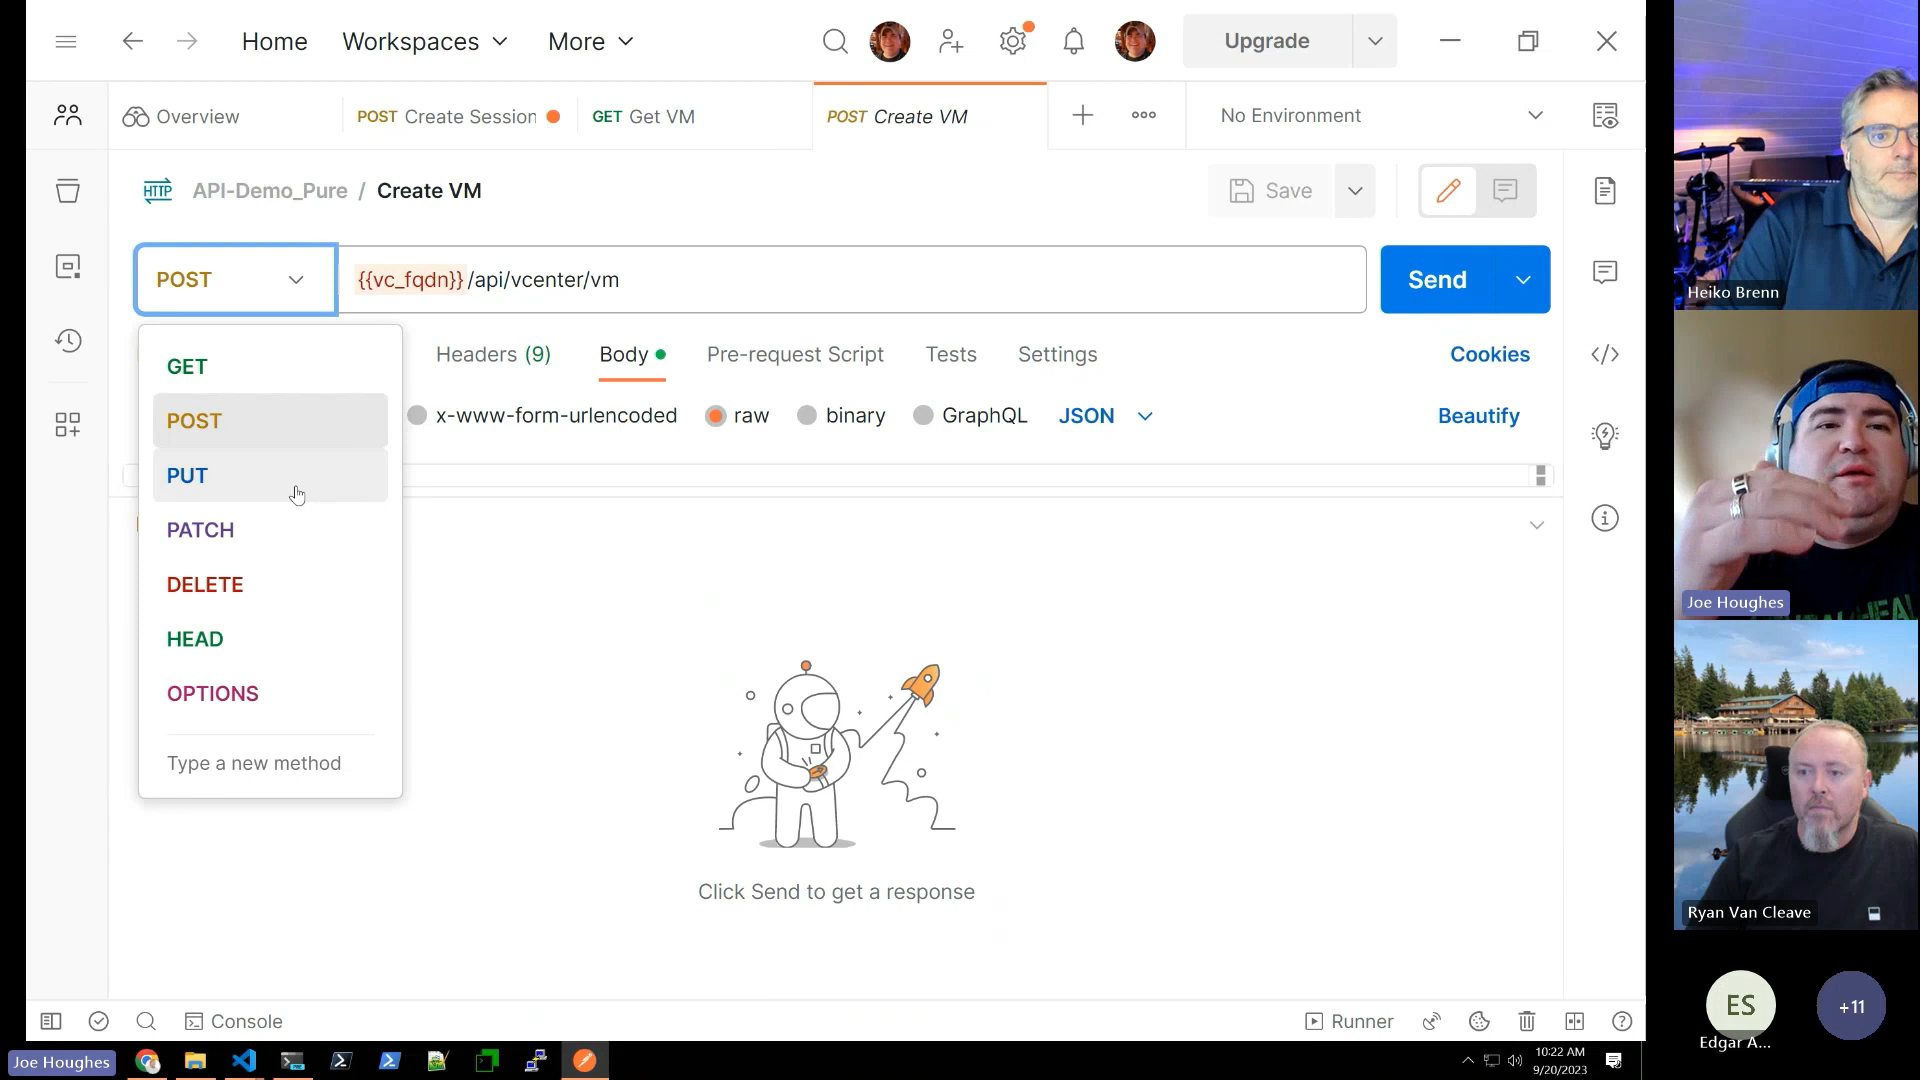 Home
Workspaces
More
Upgrade
Overview
POST Create Session
GET Get VM
POST Create VM
No Environment
HTTP
API-Demo_Pure / Create VM
Save
POST
{{vc_fqdn}}/api/vcenter/vm
Send
GET
POST
PUT
PATCH
DELETE
HEAD
OPTIONS
Type a new method
Headers (9)
Body
Pre-request Script
Tests
Settings
Cookies
x-www-form-urlencoded
raw
binary
GraphQL
JSON
Beautify
Click Send to get a response
Console
Runner
Joe Houghes
10:22 AM
9/20/2023
Heiko Brenn
Joe Houghes
Ryan Van Cleave
ES
Edgar A...
+11